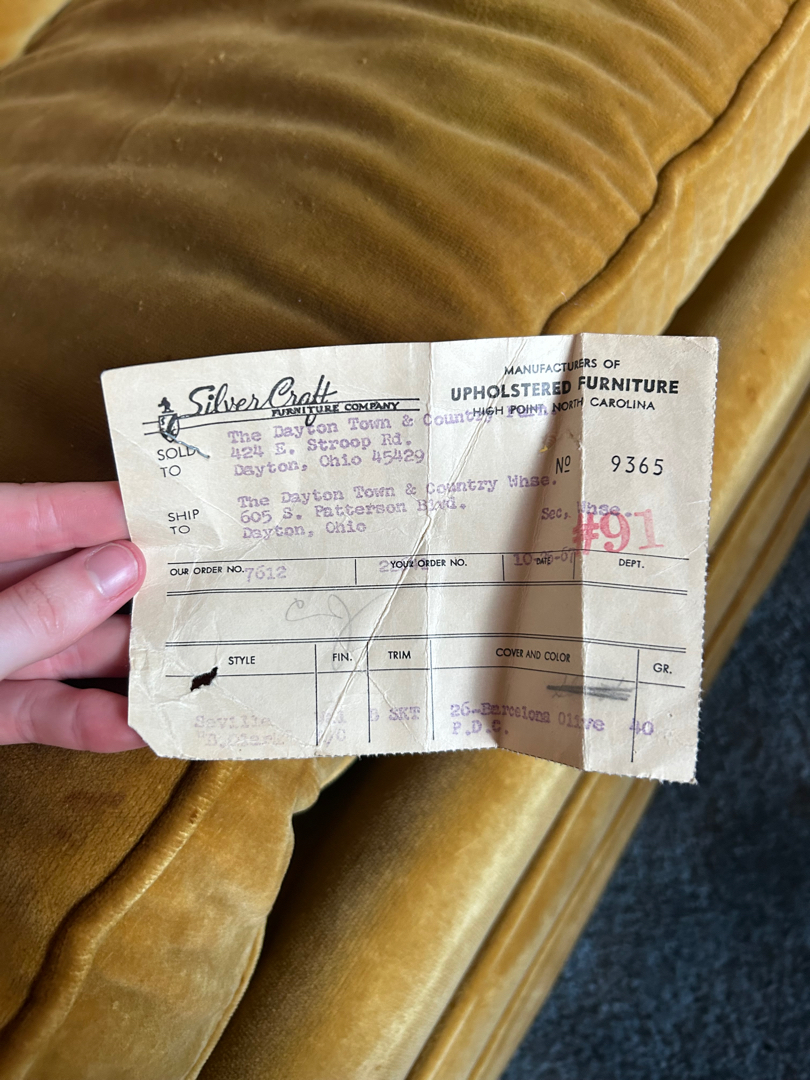 Silver Craft
FURNITURE COMPANY
MANUFACTURERS OF
UPHOLSTERED FURNITURE
HIGH POINT, NORTH CAROLINA
SOLD TO
The Dayton Town & Country Furn.
424 E. Stroop Rd.
Dayton, Ohio 45429
No 9365
SHIP TO
The Dayton Town & Country Whse.
605 S. Patterson Blvd.
Dayton, Ohio
Sec. Whse.
#91
OUR ORDER NO. 7612 YOUR ORDER NO. DATE DEPT.
STYLE FIN. TRIM COVER AND COLOR GR.
Seville SKT 26-Barcelona Olive 40
P.D.C.